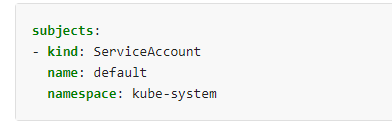 subjects:
- kind: ServiceAccount
  name: default
  namespace: kube-system